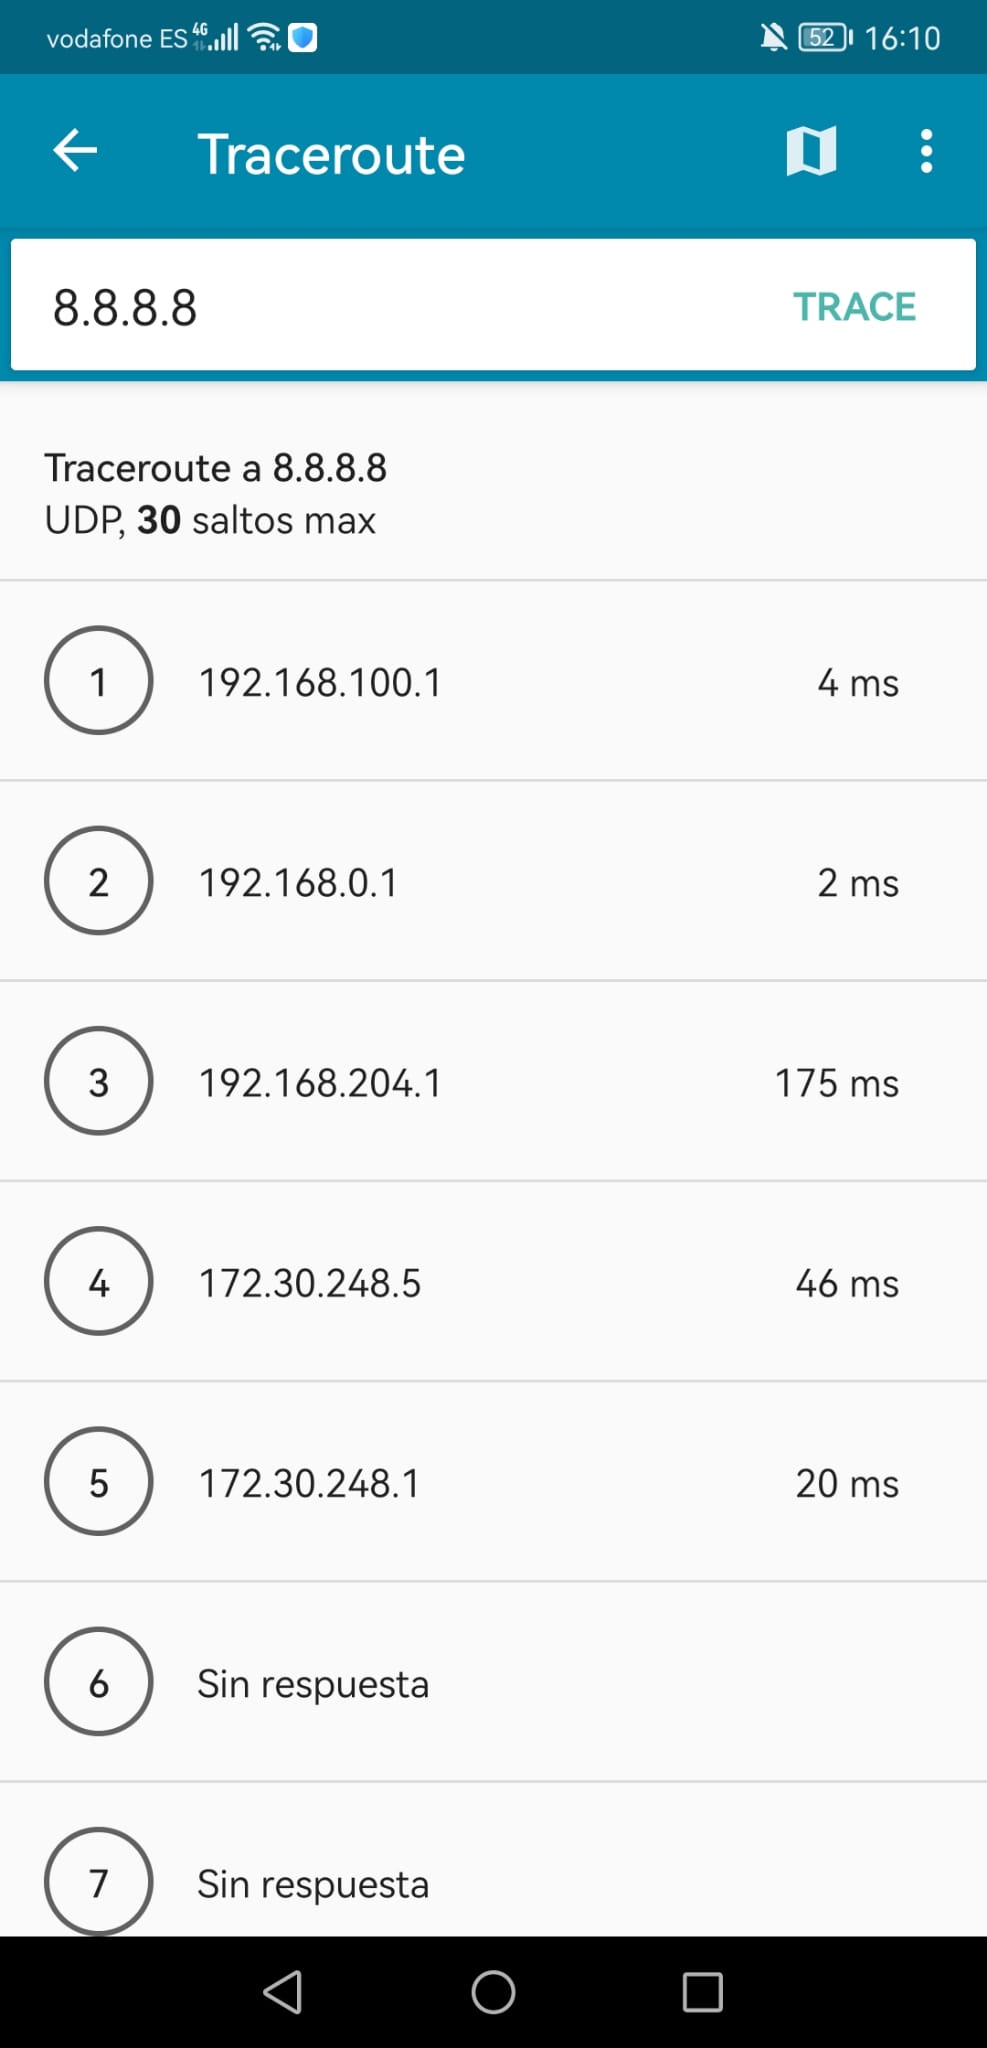 vodafone ES 4G 52 16:10
Traceroute
8.8.8.8 TRACE
Traceroute a 8.8.8.8
UDP, 30 saltos max
1 192.168.100.1 4 ms
2 192.168.0.1 2 ms
3 192.168.204.1 175 ms
4 172.30.248.5 46 ms
5 172.30.248.1 20 ms
6 Sin respuesta
7 Sin respuesta